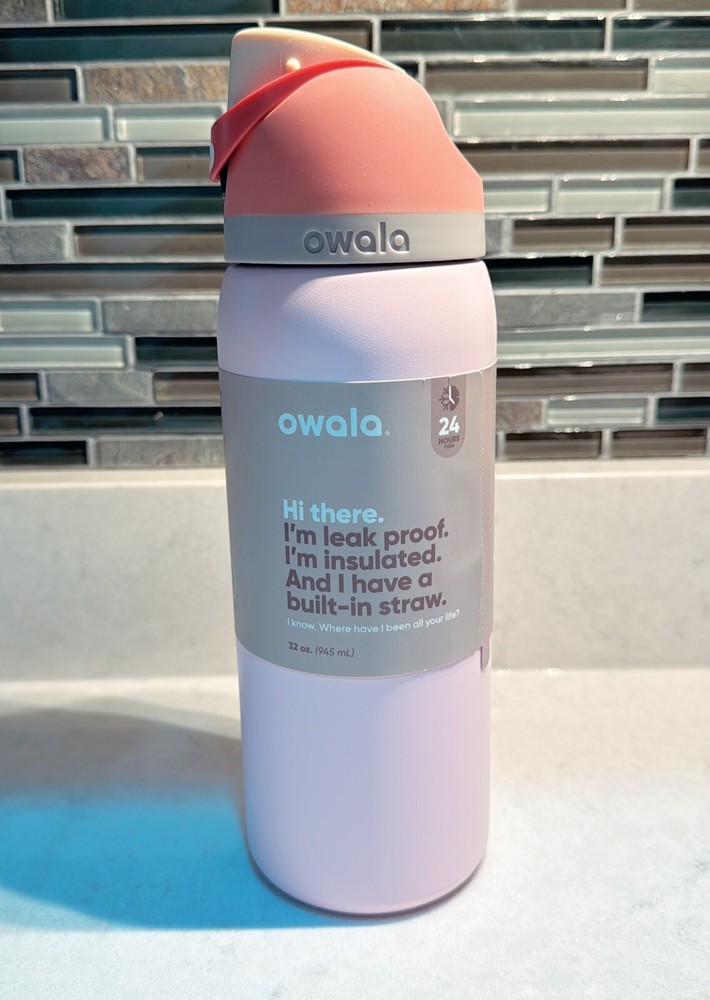 owala
owala®
24
HOURS
COLD
Hi there.
I'm leak proof.
I'm insulated.
And I have a
built-in straw.
I know. Where have I been all your life?
32 oz. (945 mL)